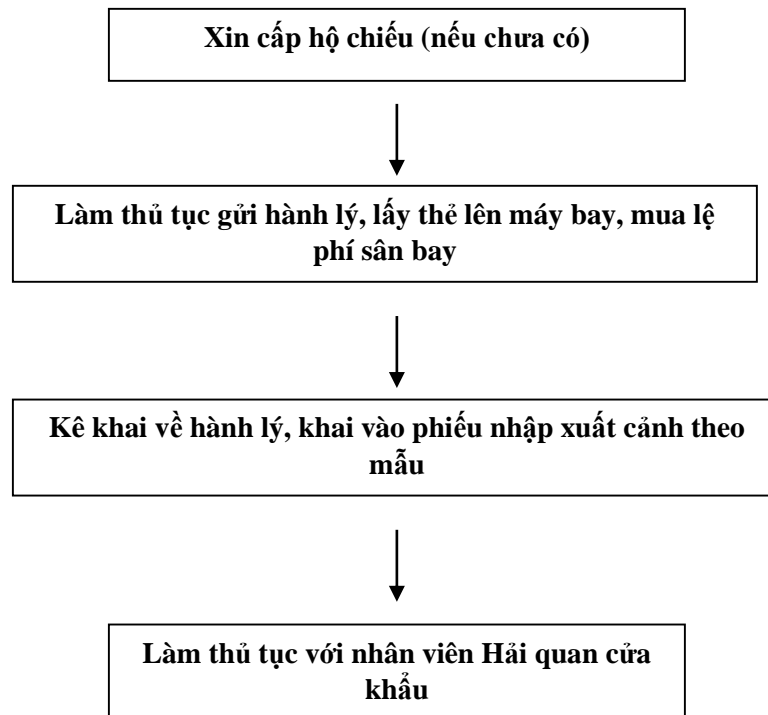 Xin cấp hộ chiếu (nếu chưa có)
Làm thủ tục gửi hành lý, lấy thẻ lên máy bay, mua lệ
phí sân bay
Kê khai về hành lý, khai vào phiếu nhập xuất cảnh theo
mẫu
Làm thủ tục với nhân viên Hải quan cửa
khẩu